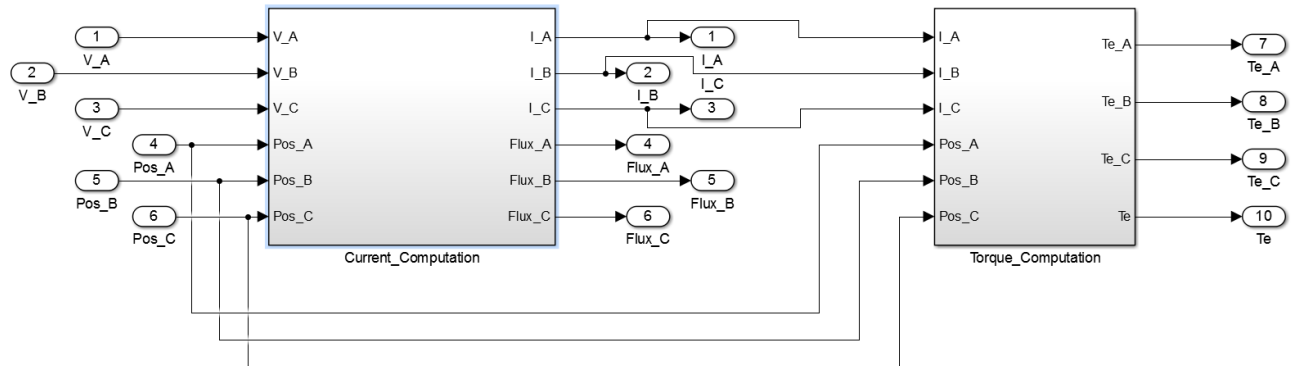 1
V_A
2
V_B
3
V_C
4
Pos_A
5
Pos_B
6
Pos_C
V_A
V_B
V_C
Pos_A
Pos_B
Pos_C
I_A
I_B
I_C
Flux_A
Flux_B
Flux_C
Current_Computation
1
I_A
2
I_B
I_C
3
4
Flux_A
5
Flux_B
6
Flux_C
I_A
I_B
I_C
Pos_A
Pos_B
Pos_C
Te_A
Te_B
Te_C
Te
Torque_Computation
7
Te_A
8
Te_B
9
Te_C
10
Te